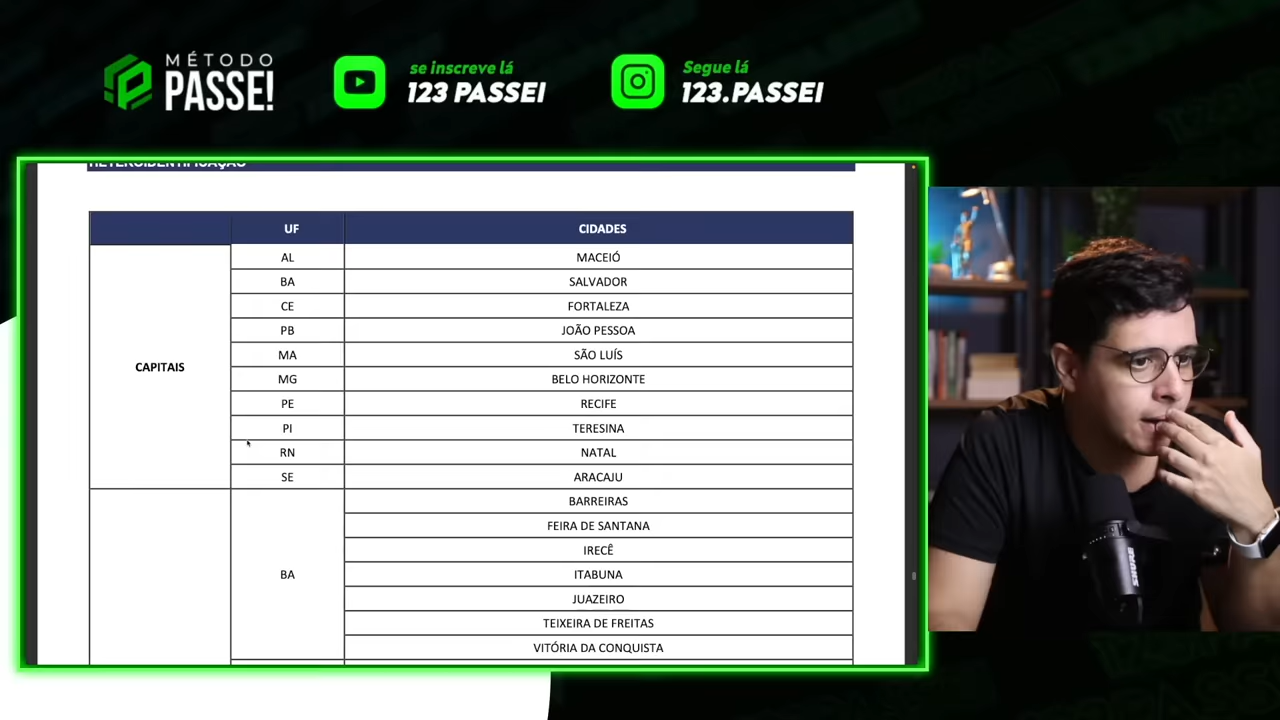 MÉTODO
PASSE!
se inscreve lá
123 PASSEI
Segue lá
123.PASSEI
HETEROIDENTIFICAÇÃO
UF CIDADES
CAPITAIS
AL MACEIÓ
BA SALVADOR
CE FORTALEZA
PB JOÃO PESSOA
MA SÃO LUÍS
MG BELO HORIZONTE
PE RECIFE
PI TERESINA
RN NATAL
SE ARACAJU
BA
BARREIRAS
FEIRA DE SANTANA
IRECÊ
ITABUNA
JUAZEIRO
TEIXEIRA DE FREITAS
VITÓRIA DA CONQUISTA
SHURE